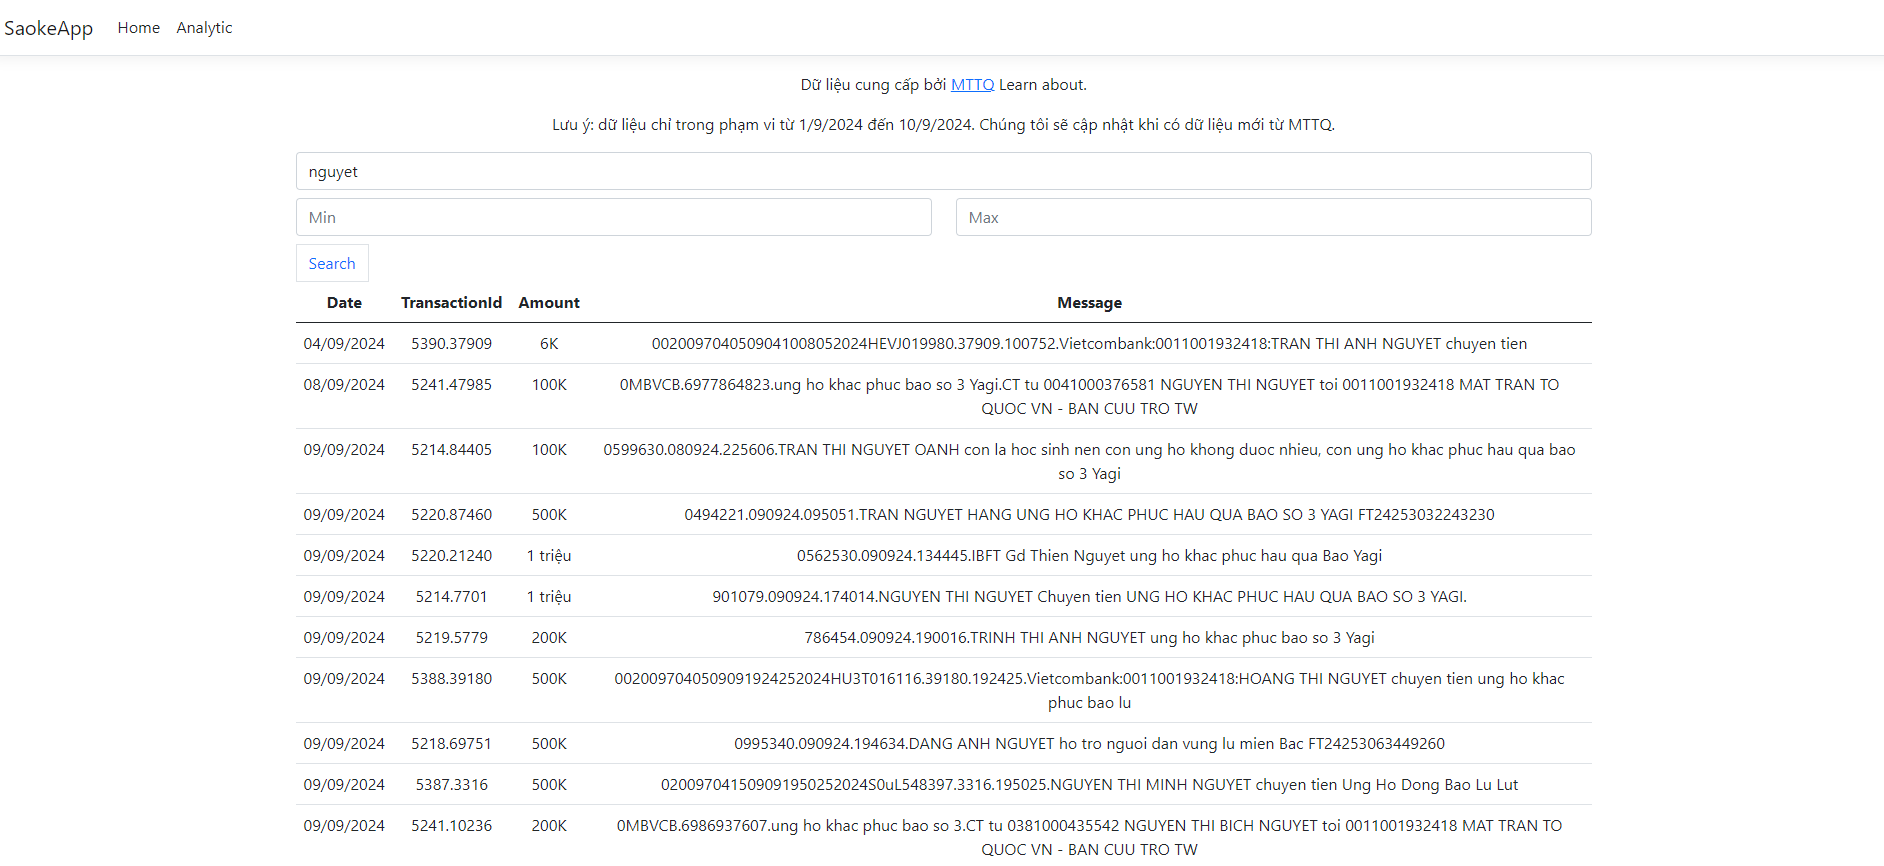 SaokeApp Home Analytic
Dữ liệu cung cấp bởi MTTQ Learn about.
Lưu ý: dữ liệu chỉ trong phạm vi từ 1/9/2024 đến 10/9/2024. Chúng tôi sẽ cập nhật khi có dữ liệu mới từ MTTQ.
nguyet
Min Max
Search
Date TransactionId Amount Message
04/09/2024 5390.37909 6K 0020097040509041008052024HEVJ019980.37909.100752.Vietcombank:0011001932418:TRAN THI ANH NGUYET chuyen tien
08/09/2024 5241.47985 100K 0MBVCB.6977864823.ung ho khac phuc bao so 3 Yagi.CT tu 0041000376581 NGUYEN THI NGUYET toi 0011001932418 MAT TRAN TO
QUOC VN - BAN CUU TRO TW
09/09/2024 5214.84405 100K 0599630.080924.225606.TRAN THI NGUYET OANH con la hoc sinh nen con ung ho khong duoc nhieu, con ung ho khac phuc hau qua bao
so 3 Yagi
09/09/2024 5220.87460 500K 0494221.090924.095051.TRAN NGUYET HANG UNG HO KHAC PHUC HAU QUA BAO SO 3 YAGI FT24253032243230
09/09/2024 5220.21240 1 triệu 0562530.090924.134445.IBFT Gd Thien Nguyet ung ho khac phuc hau qua Bao Yagi
09/09/2024 5214.7701 1 triệu 901079.090924.174014.NGUYEN THI NGUYET Chuyen tien UNG HO KHAC PHUC HAU QUA BAO SO 3 YAGI.
09/09/2024 5219.5779 200K 786454.090924.190016.TRINH THI ANH NGUYET ung ho khac phuc bao so 3 Yagi
09/09/2024 5388.39180 500K 0020097040509091924252024HU3T016116.39180.192425.Vietcombank:0011001932418:HOANG THI NGUYET chuyen tien ung ho khac
phuc bao lu
09/09/2024 5218.69751 500K 0995340.090924.194634.DANG ANH NGUYET ho tro nguoi dan vung lu mien Bac FT24253063449260
09/09/2024 5387.3316 500K 020097041509091950252024S0uL548397.3316.195025.NGUYEN THI MINH NGUYET chuyen tien Ung Ho Dong Bao Lu Lut
09/09/2024 5241.10236 200K 0MBVCB.6986937607.ung ho khac phuc bao so 3.CT tu 0381000435542 NGUYEN THI BICH NGUYET toi 0011001932418 MAT TRAN TO
QUOC VN - BAN CUU TRO TW